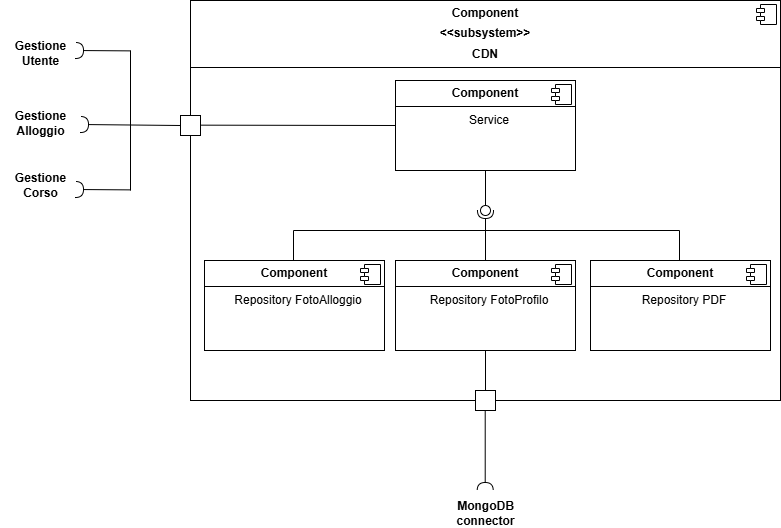 Component
<<subsystem>>
CDN
Gestione
Utente
Gestione
Alloggio
Gestione
Corso
Component
Service
Component
Repository FotoAlloggio
Component
Repository FotoProfilo
Component
Repository PDF
MongoDB
connector